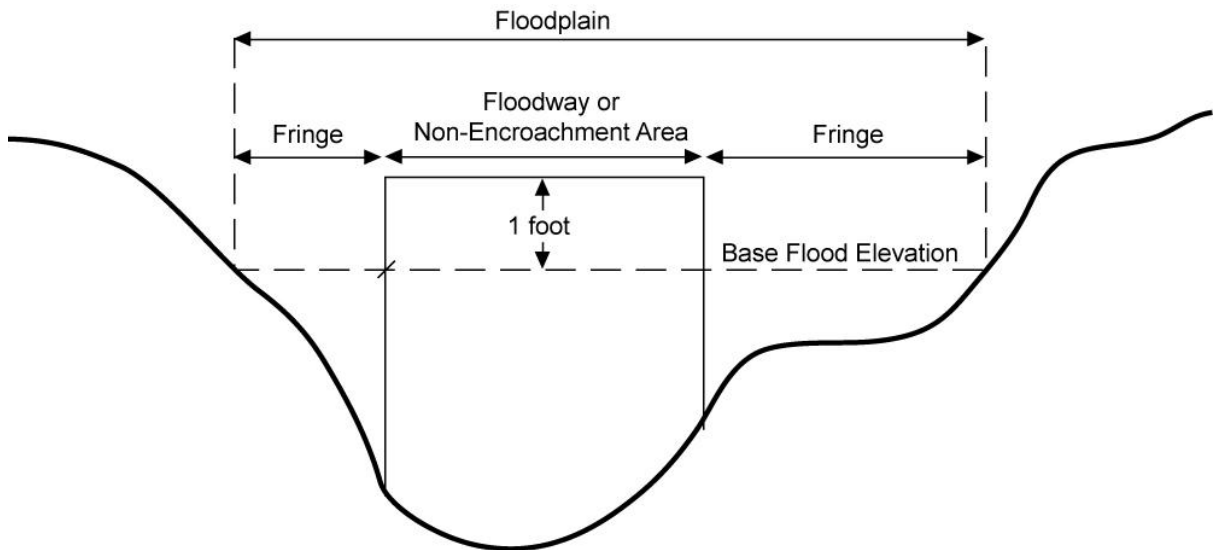 Floodplain
Floodway or
Non-Encroachment Area
Fringe
Fringe
1 foot
Base Flood Elevation